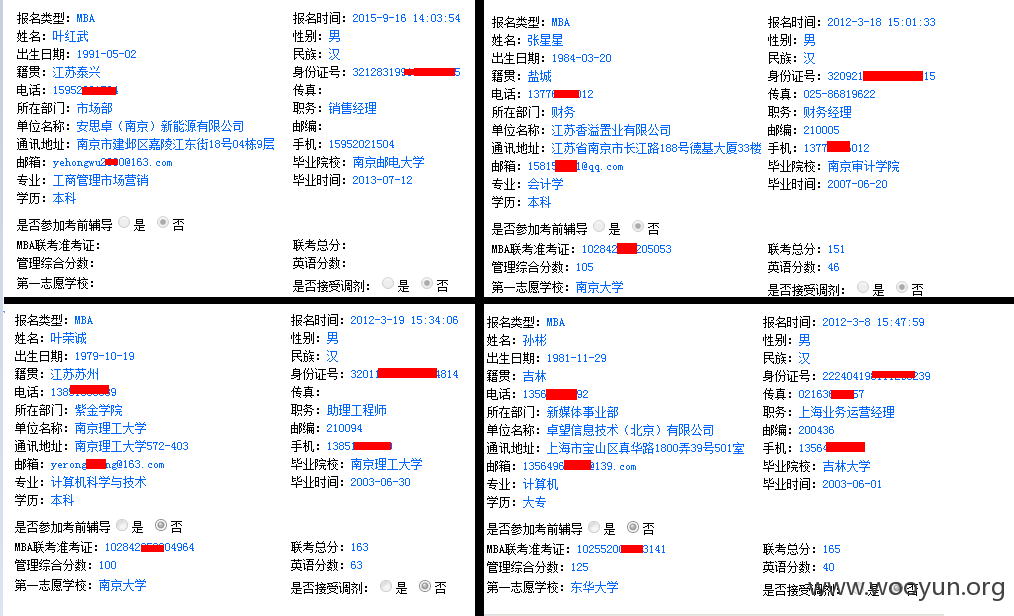 报名类型: MBA 报名时间: 2015-9-16 14:03:54
姓名: 叶红武 性别: 男
出生日期: 1991-05-02 民族: 汉
籍贯: 江苏泰兴 身份证号: 3212831991 5
电话: 15952 传真:
所在部门: 市场部 职务: 销售经理
单位名称: 安思卓（南京）新能源有限公司 邮编:
通讯地址: 南京市建邺区嘉陵江东街18号04栋9层 手机: 15952021504
邮箱: yehongwu2 0@163.com 毕业院校: 南京邮电大学
专业: 工商管理市场营销 毕业时间: 2013-07-12
学历: 本科
是否参加考前辅导 是 否
MBA联考准考证: 联考总分:
管理综合分数: 英语分数:
第一志愿学校: 是否接受调剂: 是 否
报名类型: MBA 报名时间: 2012-3-18 15:01:33
姓名: 张星星 性别: 男
出生日期: 1984-03-20 民族: 汉
籍贯: 盐城 身份证号: 320921 15
电话: 1377 012 传真: 025-86819622
所在部门: 财务 职务: 财务经理
单位名称: 江苏香溢置业有限公司 邮编: 210005
通讯地址: 江苏省南京市长江路188号德基大厦33楼 手机: 1377 012
邮箱: 1581 1@qq.com 毕业院校: 南京审计学院
专业: 会计学 毕业时间: 2007-06-20
学历: 本科
是否参加考前辅导 是 否
MBA联考准考证: 102842 205053 联考总分: 151
管理综合分数: 105 英语分数: 46
第一志愿学校: 南京大学 是否接受调剂: 是 否
报名类型: MBA 报名时间: 2012-3-19 15:34:06
姓名: 叶荣诚 性别: 男
出生日期: 1979-10-19 民族: 汉
籍贯: 江苏苏州 身份证号: 32011 4814
电话: 1385 9 传真:
所在部门: 紫金学院 职务: 助理工程师
单位名称: 南京理工大学 邮编: 210094
通讯地址: 南京理工大学572-403 手机: 13851
邮箱: yerong ng@163.com 毕业院校: 南京理工大学
专业: 计算机科学与技术 毕业时间: 2003-06-30
学历: 本科
是否参加考前辅导 是 否
MBA联考准考证: 102842 04964 联考总分: 163
管理综合分数: 100 英语分数: 63
第一志愿学校: 南京大学 是否接受调剂: 是 否
报名类型: MBA 报名时间: 2012-3-8 15:47:59
姓名: 孙彬 性别: 男
出生日期: 1981-11-29 民族: 汉
籍贯: 吉林 身份证号: 222404198 239
电话: 1356 92 传真: 021636 57
所在部门: 新媒体事业部 职务: 上海业务运营经理
单位名称: 卓望信息技术（北京）有限公司 邮编: 200436
通讯地址: 上海市宝山区真华路1800弄39号501室 手机: 13564
邮箱: 1356496 @139.com 毕业院校: 吉林大学
专业: 计算机 毕业时间: 2003-06-01
学历: 大专
是否参加考前辅导 是 否
MBA联考准考证: 10255200 3141 联考总分: 165
管理综合分数: 125 英语分数: 40
第一志愿学校: 东华大学 是否接受调剂: 是 否
www.wooyun.org